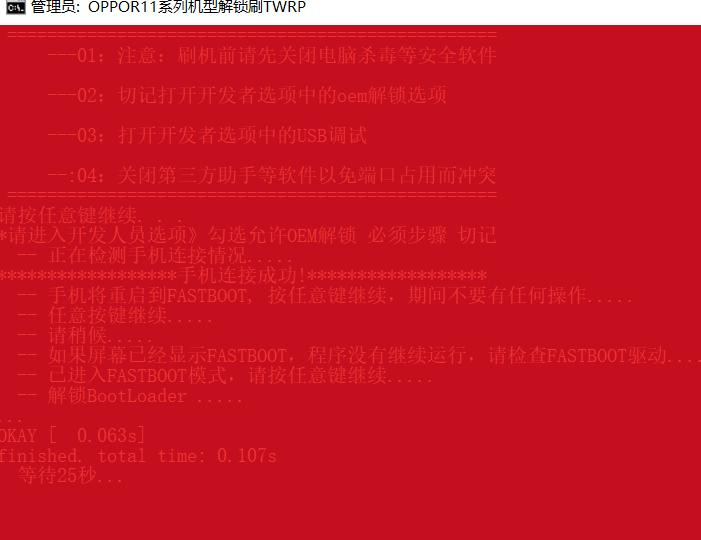 管理员: OPPOR11系列机型解锁刷TWRP
=================================================
---01：注意：刷机前请先关闭电脑杀毒等安全软件
---02：切记打开开发者选项中的oem解锁选项
---03：打开开发者选项中的USB调试
--:04：关闭第三方助手等软件以免端口占用而冲突
=================================================
请按任意键继续. . .
*请进入开发人员选项》勾选允许OEM解锁 必须步骤 切记
-- 正在检测手机连接情况.....
******************手机连接成功!******************
-- 手机将重启到FASTBOOT, 按任意键继续，期间不要有任何操作.....
-- 任意按键继续.....
-- 请稍候.....
-- 如果屏幕已经显示FASTBOOT，程序没有继续运行，请检查FASTBOOT驱动....
-- 已进入FASTBOOT模式，请按任意键继续.....
-- 解锁BootLoader .....
...
OKAY [  0.063s]
finished. total time: 0.107s
等待25秒...